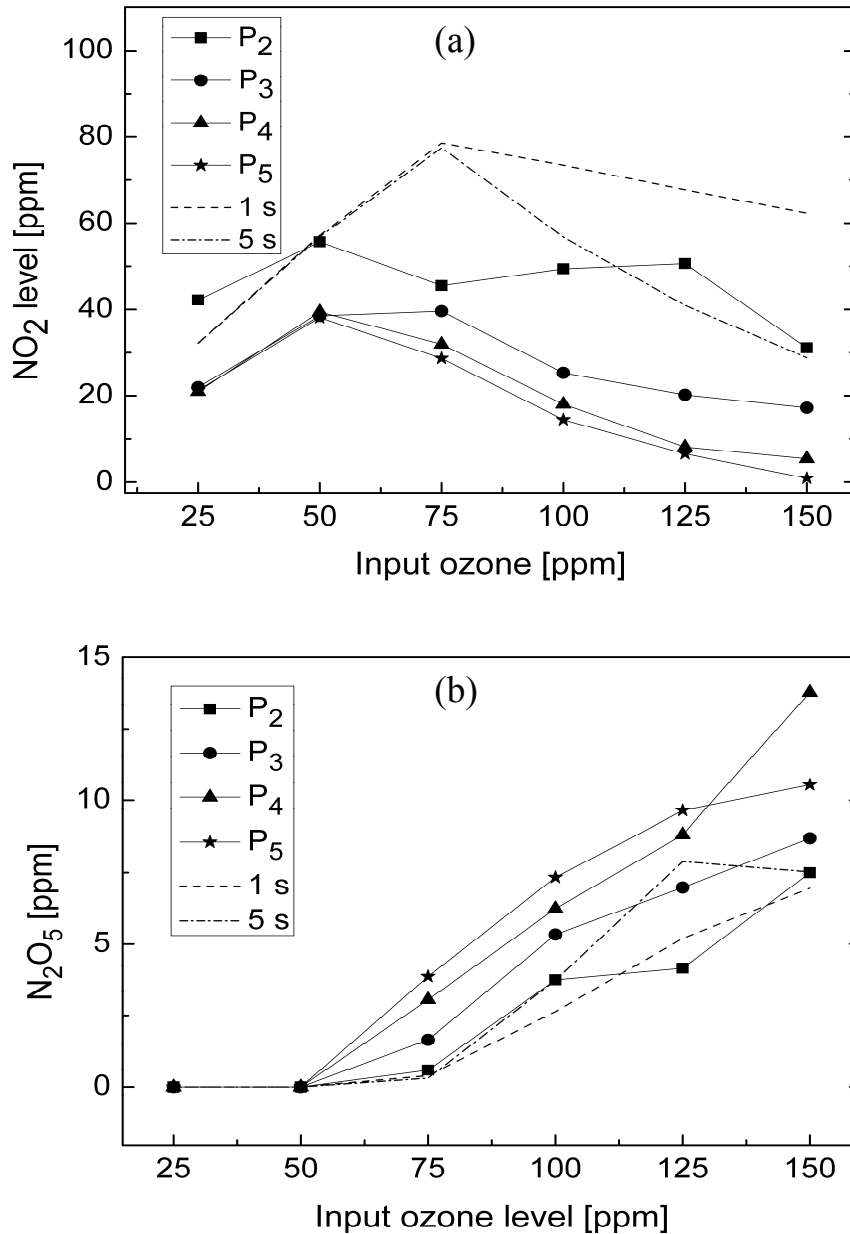 (a)
P2
P3
P4
P5
1 s
5 s
NO2 level [ppm]
100
80
60
40
20
0
25 50 75 100 125 150
Input ozone [ppm]
(b)
P2
P3
P4
P5
1 s
5 s
N2O5 [ppm]
15
10
5
0
25 50 75 100 125 150
Input ozone level [ppm]